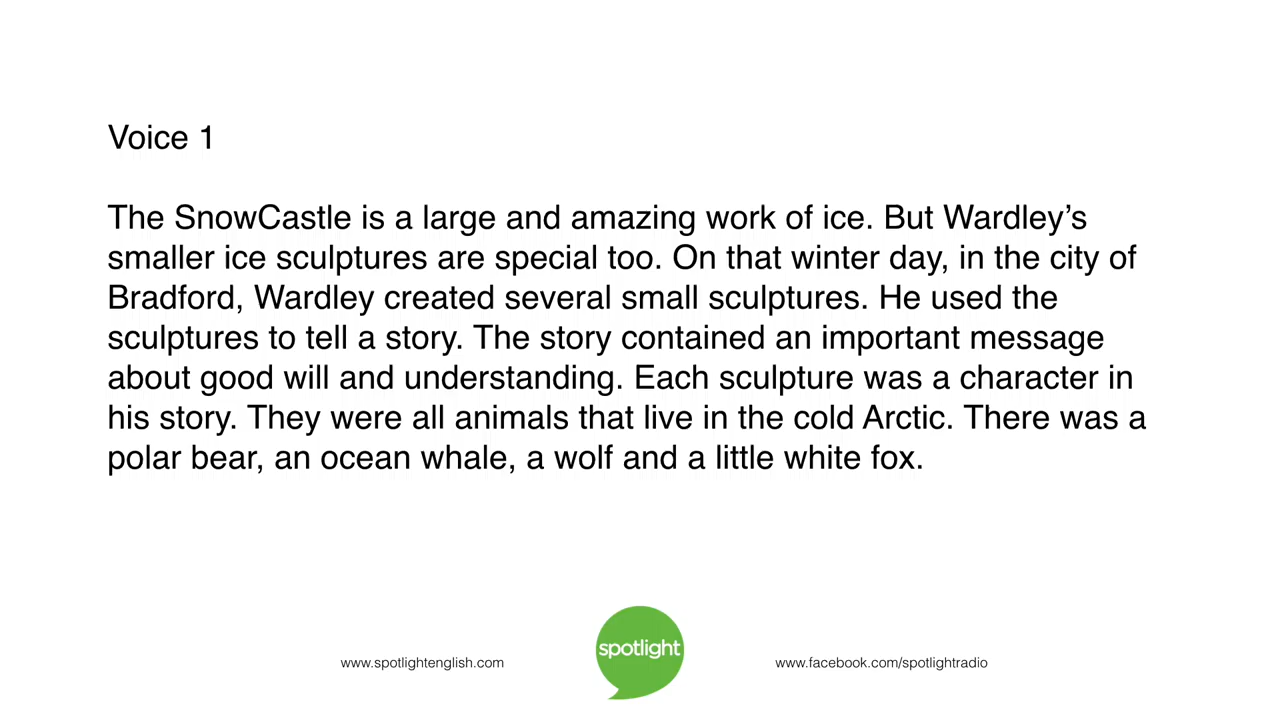 Voice 1
The SnowCastle is a large and amazing work of ice. But Wardley’s
smaller ice sculptures are special too. On that winter day, in the city of
Bradford, Wardley created several small sculptures. He used the
sculptures to tell a story. The story contained an important message
about good will and understanding. Each sculpture was a character in
his story. They were all animals that live in the cold Arctic. There was a
polar bear, an ocean whale, a wolf and a little white fox.
spotlight
www.spotlightenglish.com
www.facebook.com/spotlightradio